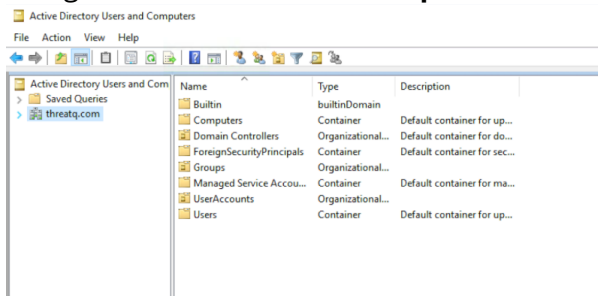 Active Directory Users and Computers
File Action View Help
Active Directory Users and Com
Saved Queries
threatq.com
Name Type Description
Builtin builtinDomain
Computers Container Default container for up...
Domain Controllers Organizational... Default container for do...
ForeignSecurityPrincipals Container Default container for sec...
Groups Organizational...
Managed Service Accou... Container Default container for ma...
UserAccounts Organizational...
Users Container Default container for up...